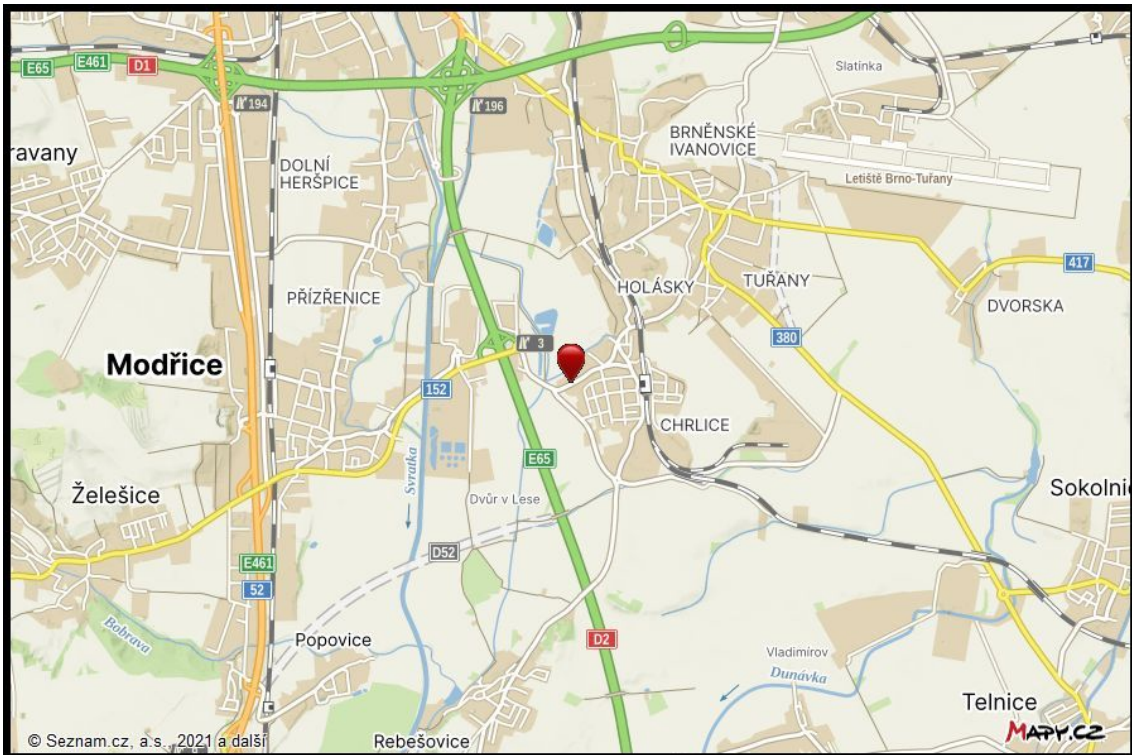 E65
E461
D1
194
196
Slatinka
BRNĚNSKÉ
IVANOVICE
ravany
DOLNÍ
HERŠPICE
Letiště Brno-Tuřany
417
PŘÍZŘENICE
HOLÁSKY
TUŘANY
DVORSKA
380
3
Modřice
152
CHRLICE
E65
Svratka
Dvůr v Lese
Želešice
Sokolnic
D52
E461
52
Bobrava
Popovice
D2
Vladimírov
Dunávka
Telnice
Rebešovice
© Seznam.cz, a.s., 2021 a další
MAPY.CZ